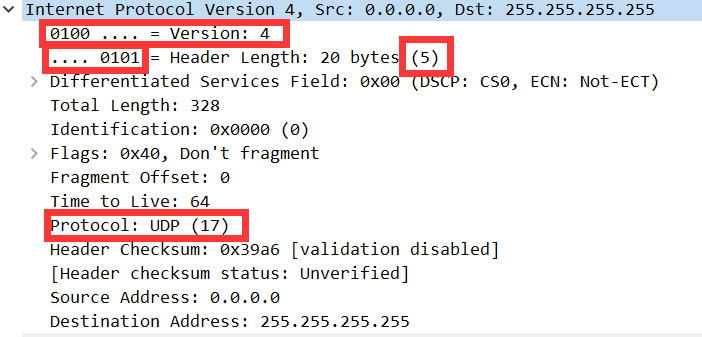 Internet Protocol Version 4, Src: 0.0.0.0, Dst: 255.255.255.255
0100 .... = Version: 4
.... 0101 = Header Length: 20 bytes (5)
Differentiated Services Field: 0x00 (DSCP: CS0, ECN: Not-ECT)
Total Length: 328
Identification: 0x0000 (0)
Flags: 0x40, Don't fragment
Fragment Offset: 0
Time to Live: 64
Protocol: UDP (17)
Header Checksum: 0x39a6 [validation disabled]
[Header checksum status: Unverified]
Source Address: 0.0.0.0
Destination Address: 255.255.255.255